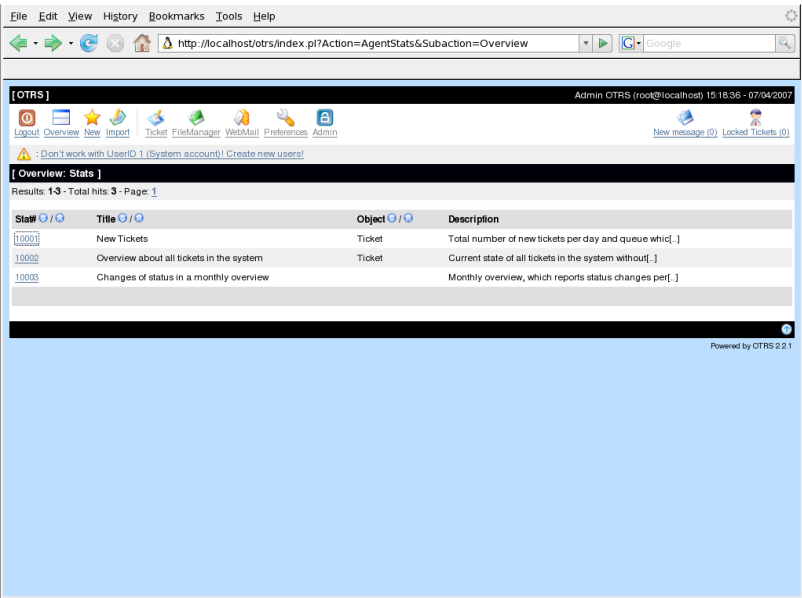 File Edit View History Bookmarks Tools Help
http://localhost/otrs/index.pl?Action=AgentStats&Subaction=Overview G Google
[ OTRS ] Admin OTRS (root@localhost) 15:18:36 - 07/04/2007
Logout Overview New Import Ticket FileManager WebMail Preferences Admin New message (0) Locked Tickets (0)
: Don't work with UserID 1 (System account)! Create new users!
[ Overview: Stats ]
Results: 1-3 - Total hits: 3 - Page: 1
Stat# / Title / Object / Description
10001 New Tickets Ticket Total number of new tickets per day and queue whic[..]
10002 Overview about all tickets in the system Ticket Current state of all tickets in the system without[..]
10003 Changes of status in a monthly overview Monthly overview, which reports status changes per[..]
Powered by OTRS 2.2.1